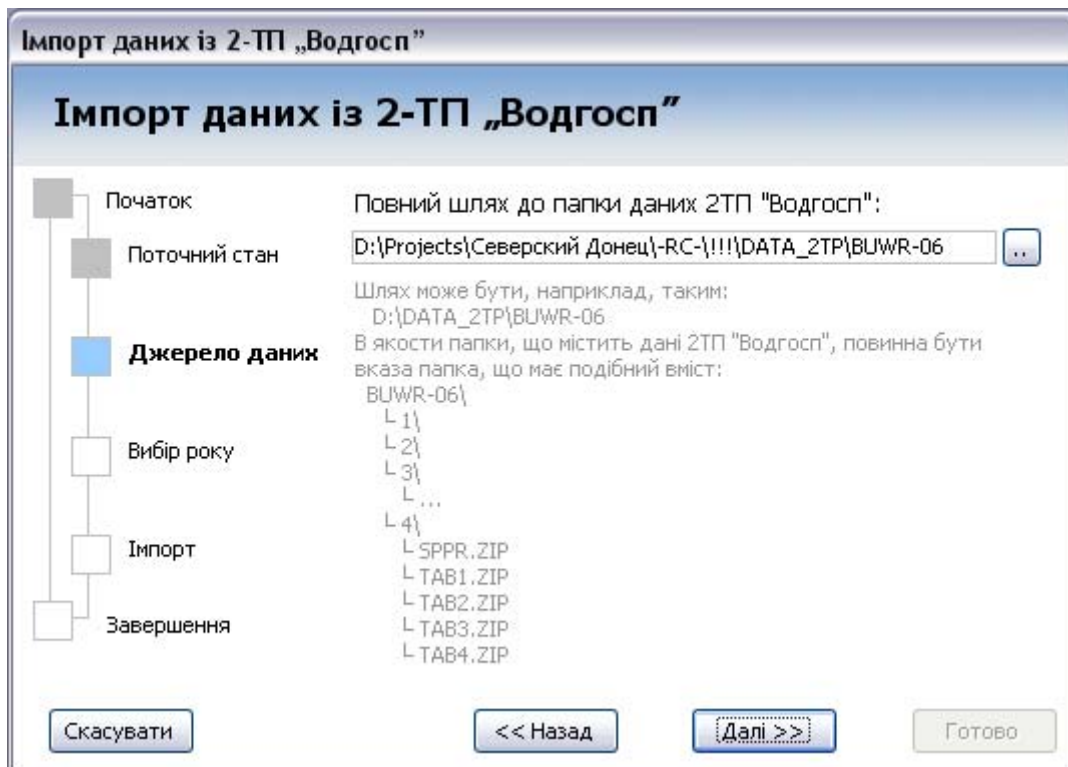 Імпорт даних із 2-ТП „Водгосп”
Імпорт даних із 2-ТП „Водгосп”
Початок
Поточний стан
Джерело даних
Вибір року
Імпорт
Завершення
Повний шлях до папки даних 2ТП "Водгосп":
D:\Projects\Северский Донец\-RC-\!!!\DATA_2TP\BUWR-06
..
Шлях може бути, наприклад, таким:
D:\DATA_2TP\BUWR-06
В якости папки, що містить дані 2ТП "Водгосп", повинна бути
вказа папка, що має подібний вміст:
BUWR-06\
└ 1\
└ 2\
└ 3\
└ ...
└ 4\
└ SPPR.ZIP
└ TAB1.ZIP
└ TAB2.ZIP
└ TAB3.ZIP
└ TAB4.ZIP
Скасувати
<< Назад
Далі >>
Готово